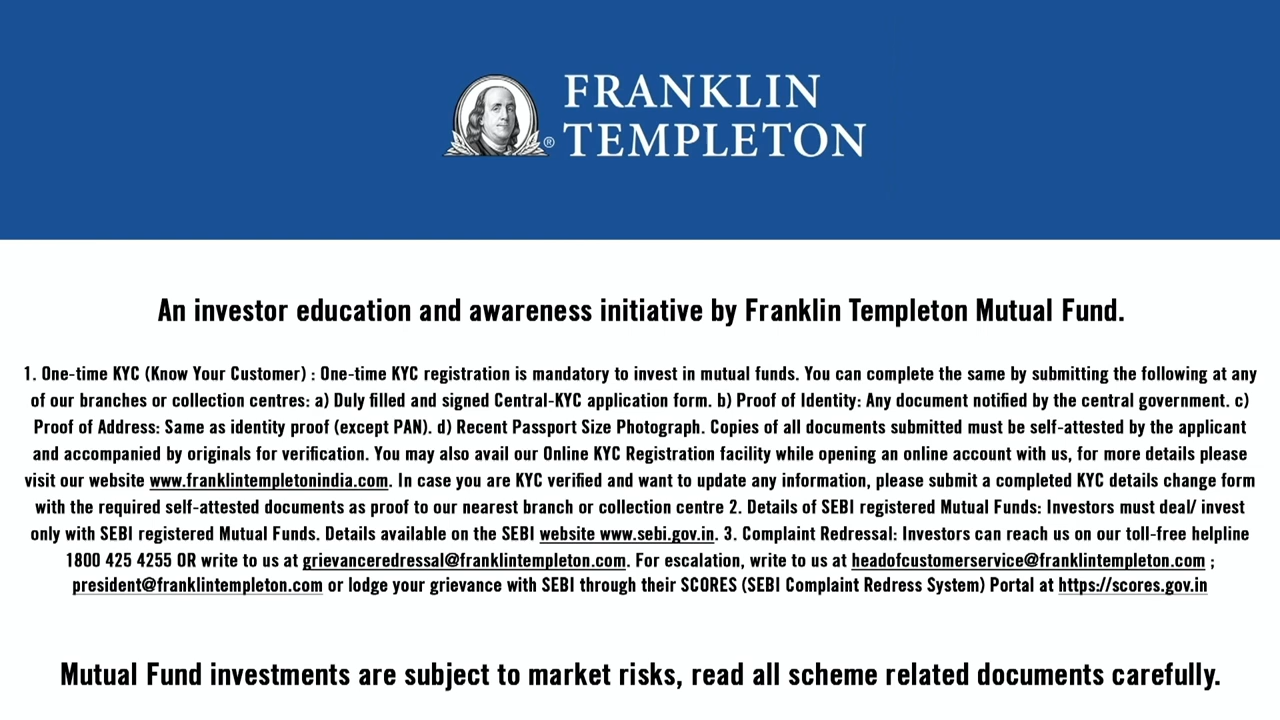 FRANKLIN
TEMPLETON
®
An investor education and awareness initiative by Franklin Templeton Mutual Fund.
1. One-time KYC (Know Your Customer) : One-time KYC registration is mandatory to invest in mutual funds. You can complete the same by submitting the following at any
of our branches or collection centres: a) Duly filled and signed Central-KYC application form. b) Proof of Identity: Any document notified by the central government. c)
Proof of Address: Same as identity proof (except PAN). d) Recent Passport Size Photograph. Copies of all documents submitted must be self-attested by the applicant
and accompanied by originals for verification. You may also avail our Online KYC Registration facility while opening an online account with us, for more details please
visit our website www.franklintempletonindia.com. In case you are KYC verified and want to update any information, please submit a completed KYC details change form
with the required self-attested documents as proof to our nearest branch or collection centre 2. Details of SEBI registered Mutual Funds: Investors must deal/ invest
only with SEBI registered Mutual Funds. Details available on the SEBI website www.sebi.gov.in. 3. Complaint Redressal: Investors can reach us on our toll-free helpline
1800 425 4255 OR write to us at grievanceredressal@franklintempleton.com. For escalation, write to us at headofcustomerservice@franklintempleton.com ;
president@franklintempleton.com or lodge your grievance with SEBI through their SCORES (SEBI Complaint Redress System) Portal at https://scores.gov.in
Mutual Fund investments are subject to market risks, read all scheme related documents carefully.